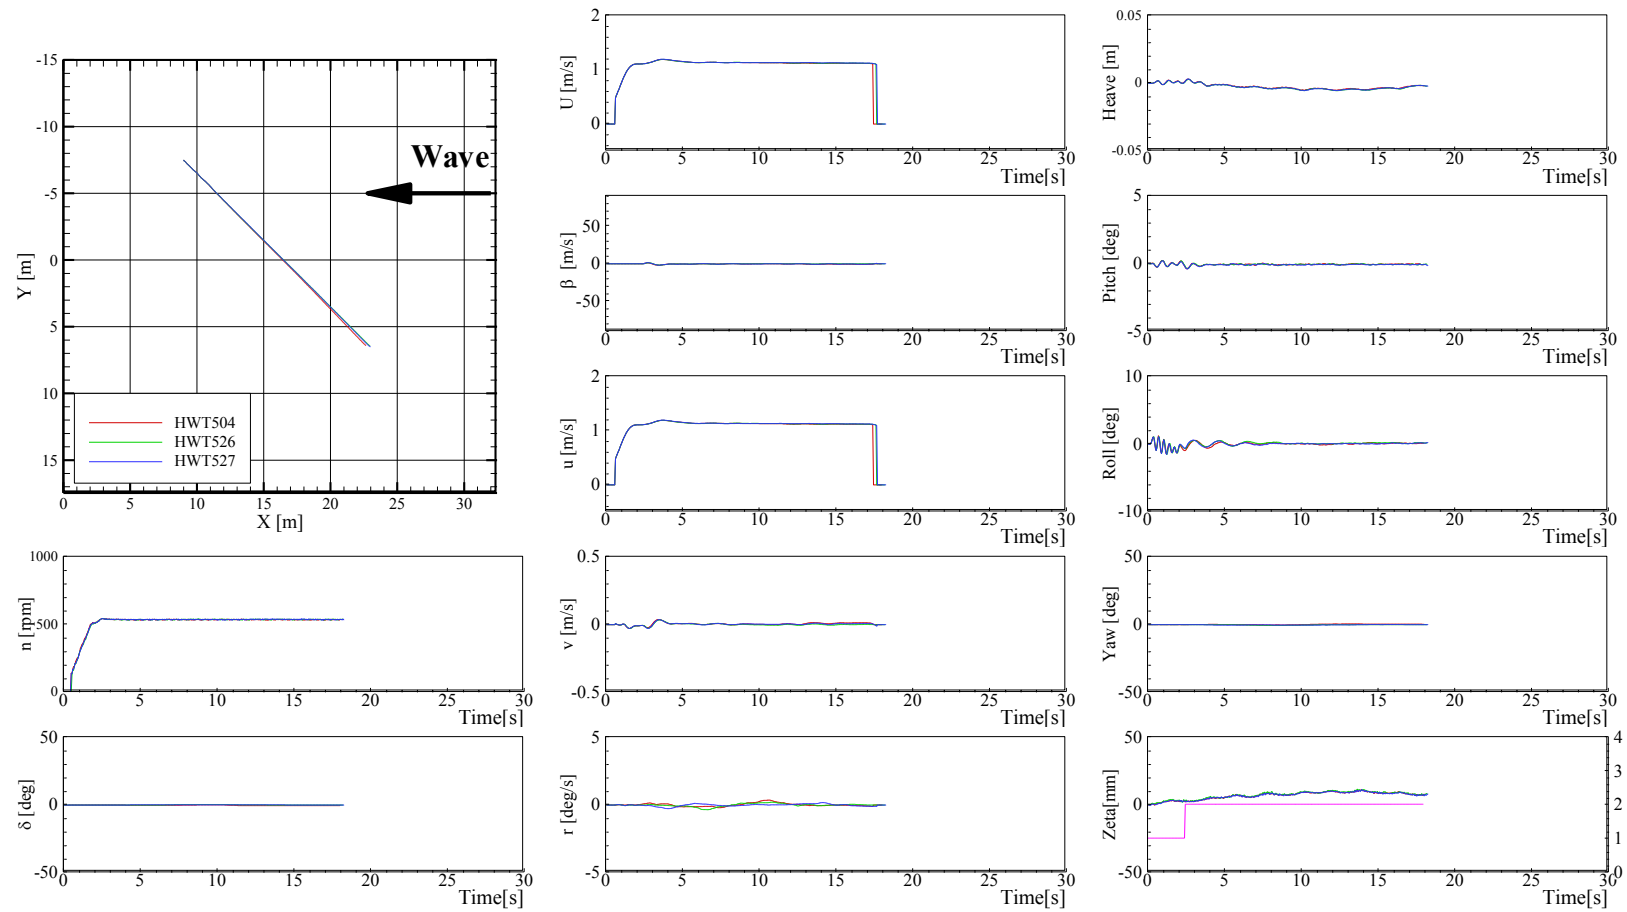 -15
-10
-5
0
5
10
15
Y [m]
Wave
HWT504
HWT526
HWT527
0 5 10 15 20 25 30
X [m]
1000
500
0
n [rpm]
0 5 10 15 20 25 30
Time[s]
50
0
-50
δ [deg]
0 5 10 15 20 25 30
Time[s]
2
1
0
U [m/s]
0 5 10 15 20 25 30
Time[s]
50
0
-50
β [m/s]
0 5 10 15 20 25 30
Time[s]
2
1
0
u [m/s]
0 5 10 15 20 25 30
Time[s]
0.5
0
-0.5
v [m/s]
0 5 10 15 20 25 30
Time[s]
5
0
-5
r [deg/s]
0 5 10 15 20 25 30
Time[s]
0.05
0
-0.05
Heave [m]
0 5 10 15 20 25 30
Time[s]
5
0
-5
Pitch [deg]
0 5 10 15 20 25 30
Time[s]
10
0
-10
Roll [deg]
0 5 10 15 20 25 30
Time[s]
50
0
-50
Yaw [deg]
0 5 10 15 20 25 30
Time[s]
50
0
-50
Zeta[mm]
4
3
2
1
0
0 5 10 15 20 25 30
Time[s]